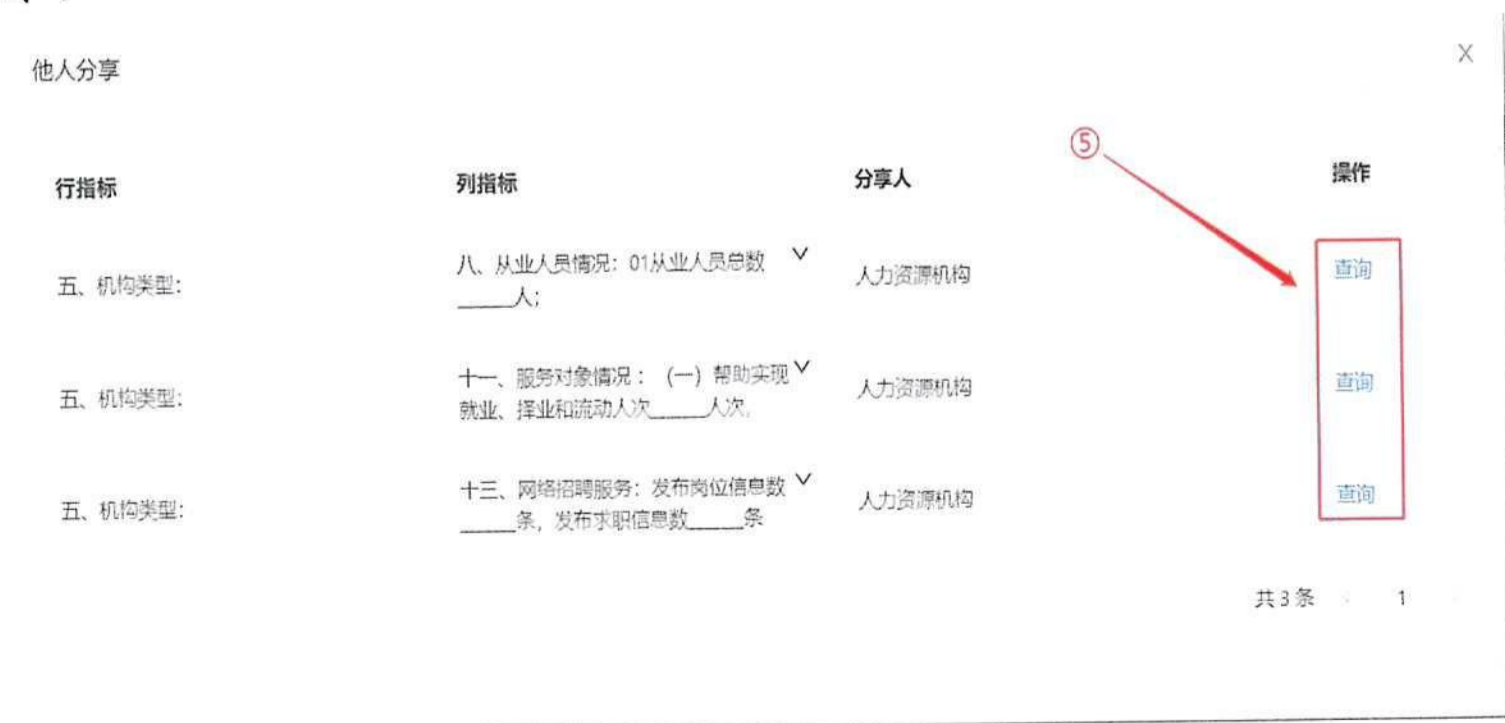 他人分享 X
⑤
行指标 列指标 分享人 操作
五、机构类型: 八、从业人员情况: 01从业人员总数 人力资源机构 查询
_____人;
五、机构类型: 十一、服务对象情况: (一) 帮助实现 人力资源机构 查询
就业、择业和流动人次_____人次,
五、机构类型: 十三、网络招聘服务: 发布岗位信息数 人力资源机构 查询
_____条, 发布求职信息数_____条
共3条 1